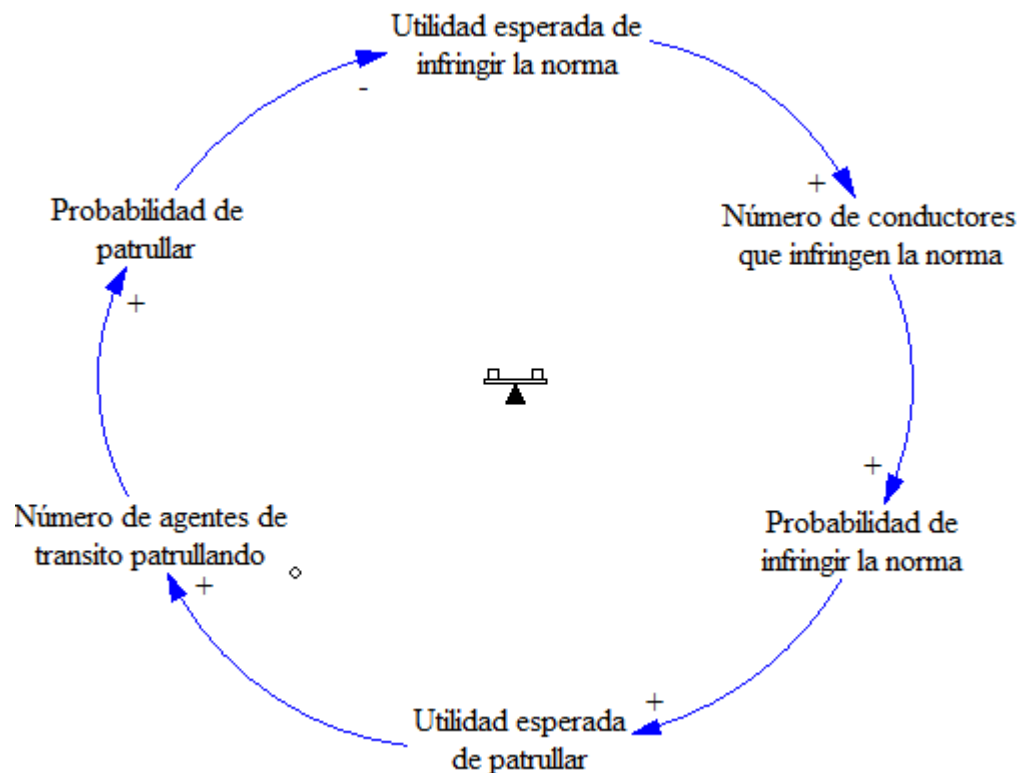 Utilidad esperada de
infringir la norma
-
+
Número de conductores
que infringen la norma
+
Probabilidad de
infringir la norma
+
Utilidad esperada
de patrullar
+
Número de agentes de
transito patrullando
+
Probabilidad de
patrullar